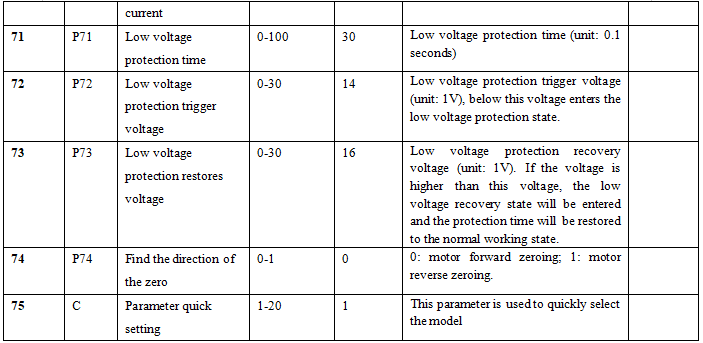 current
71 P71 Low voltage 0-100 30 Low voltage protection time (unit: 0.1
protection time seconds)
72 P72 Low voltage 0-30 14 Low voltage protection trigger voltage
protection trigger (unit: 1V), below this voltage enters the
voltage low voltage protection state.
73 P73 Low voltage 0-30 16 Low voltage protection recovery
protection restores voltage (unit: 1V). If the voltage is
voltage higher than this voltage, the low
voltage recovery state will be entered
and the protection time will be restored
to the normal working state.
74 P74 Find the direction of 0-1 0 0: motor forward zeroing; 1: motor
the zero reverse zeroing.
75 C Parameter quick 1-20 1 This parameter is used to quickly select
setting the model